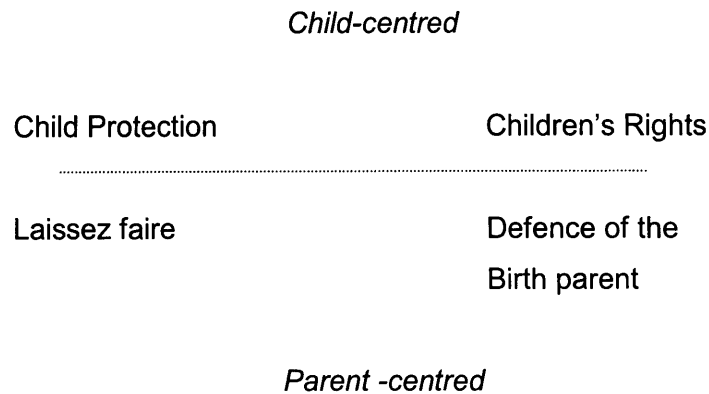 Child-centred
Child Protection
Children's Rights
Laissez faire
Defence of the
Birth parent
Parent -centred